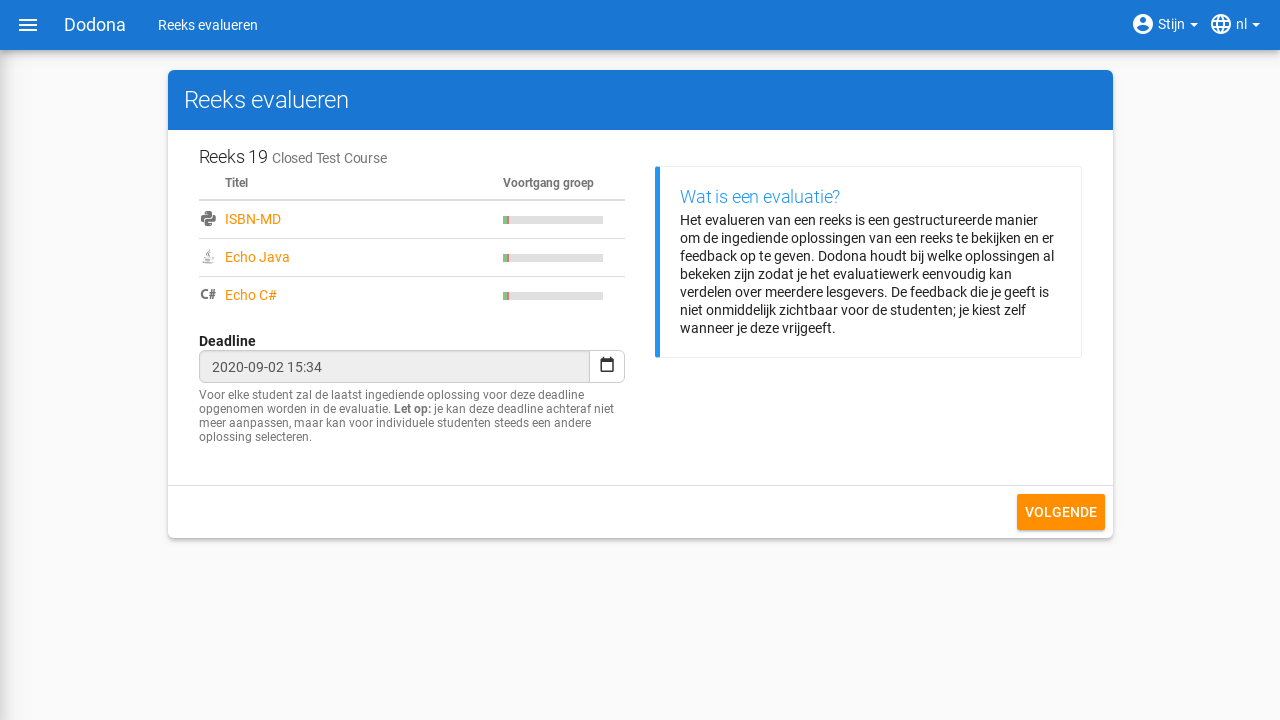 Dodona
Reeks evalueren
Stijn
nl
Reeks evalueren
Reeks 19 Closed Test Course
Titel
Voortgang groep
ISBN-MD
Echo Java
C# Echo C#
Deadline
2020-09-02 15:34
Voor elke student zal de laatst ingediende oplossing voor deze deadline
opgenomen worden in de evaluatie. Let op: je kan deze deadline achteraf niet
meer aanpassen, maar kan voor individuele studenten steeds een andere
oplossing selecteren.
Wat is een evaluatie?
Het evalueren van een reeks is een gestructureerde manier
om de ingediende oplossingen van een reeks te bekijken en er
feedback op te geven. Dodona houdt bij welke oplossingen al
bekeken zijn zodat je het evaluatiewerk eenvoudig kan
verdelen over meerdere lesgevers. De feedback die je geeft is
niet onmiddelijk zichtbaar voor de studenten; je kiest zelf
wanneer je deze vrijgeeft.
VOLGENDE